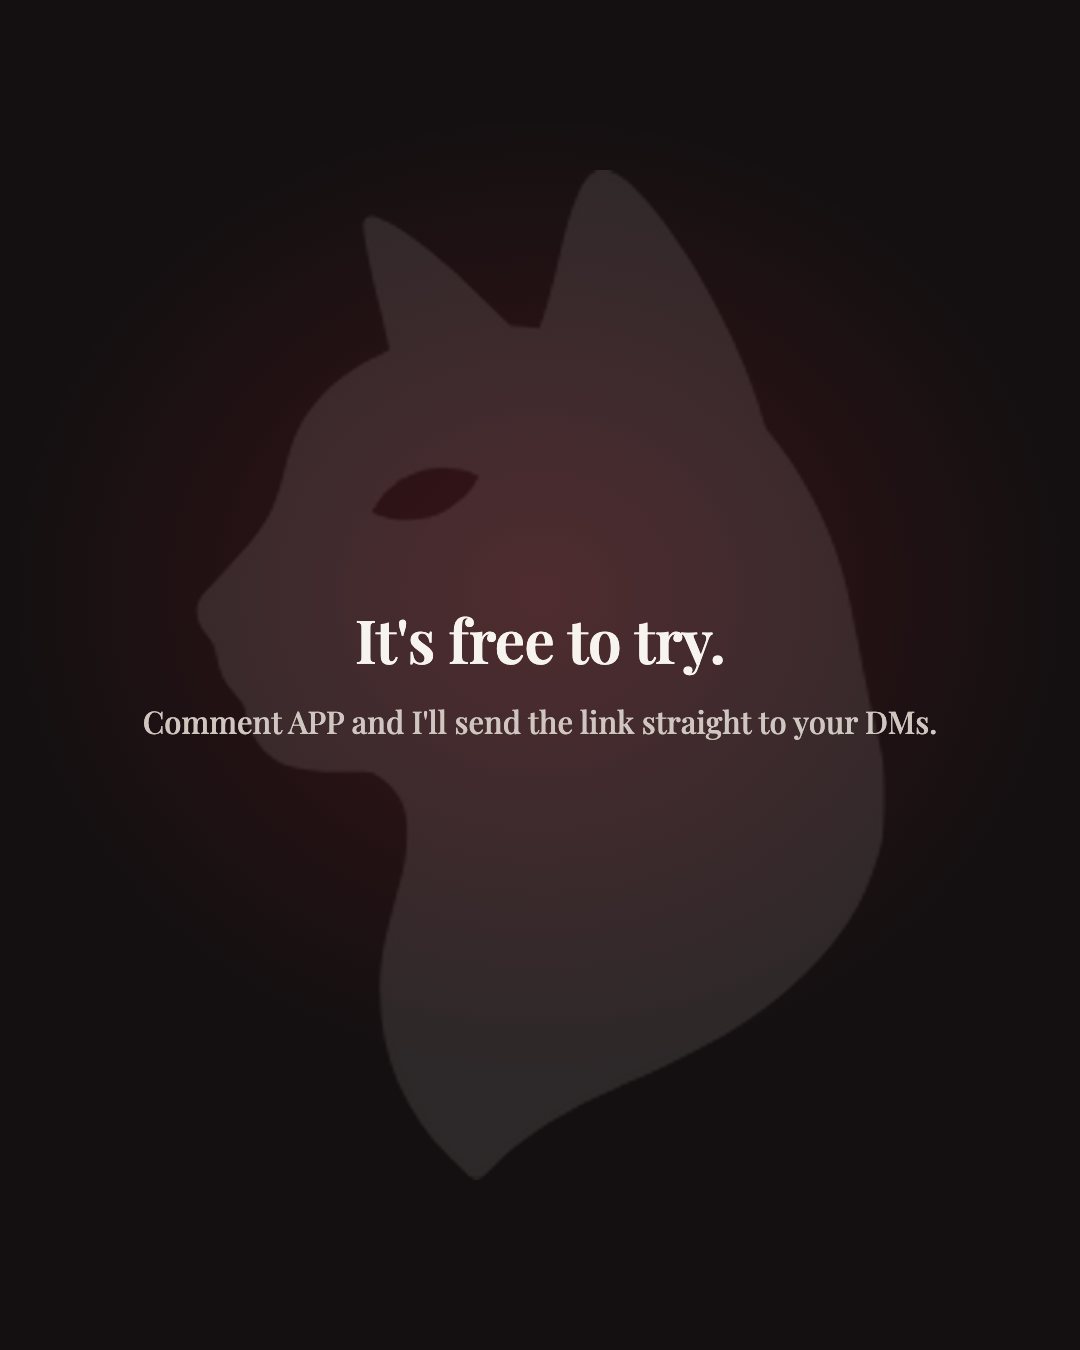 It's free to try.
Comment APP and I'll send the link straight to your DMs.